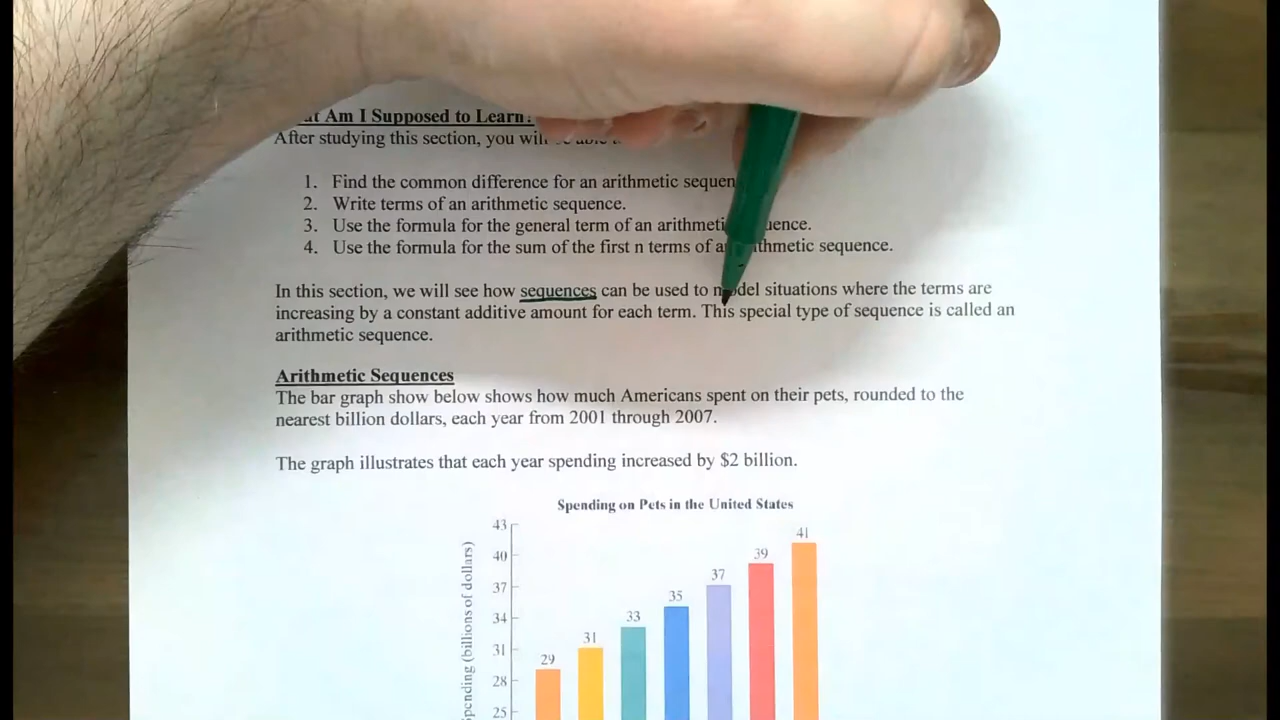 Am I Supposed to Learn?
After studying this section, you will
1. Find the common difference for an arithmetic
2. Write terms of an arithmetic sequence.
3. Use the formula for the general term of an
4. Use the formula for the sum of the first n terms of sequence.
In this section, we will see how sequences can be used to model situations where the terms are
increasing by a constant additive amount for each term. This special type of sequence is called an
arithmetic sequence.
Arithmetic Sequences
The bar graph show below shows how much Americans spent on their pets, rounded to the
nearest billion dollars, each year from 2001 through 2007.
The graph illustrates that each year spending increased by $2 billion.
Spending on Pets in the United States
43
41
40
39
37
37
35
34
33
31
31
29
28
25
(billions of dollars)